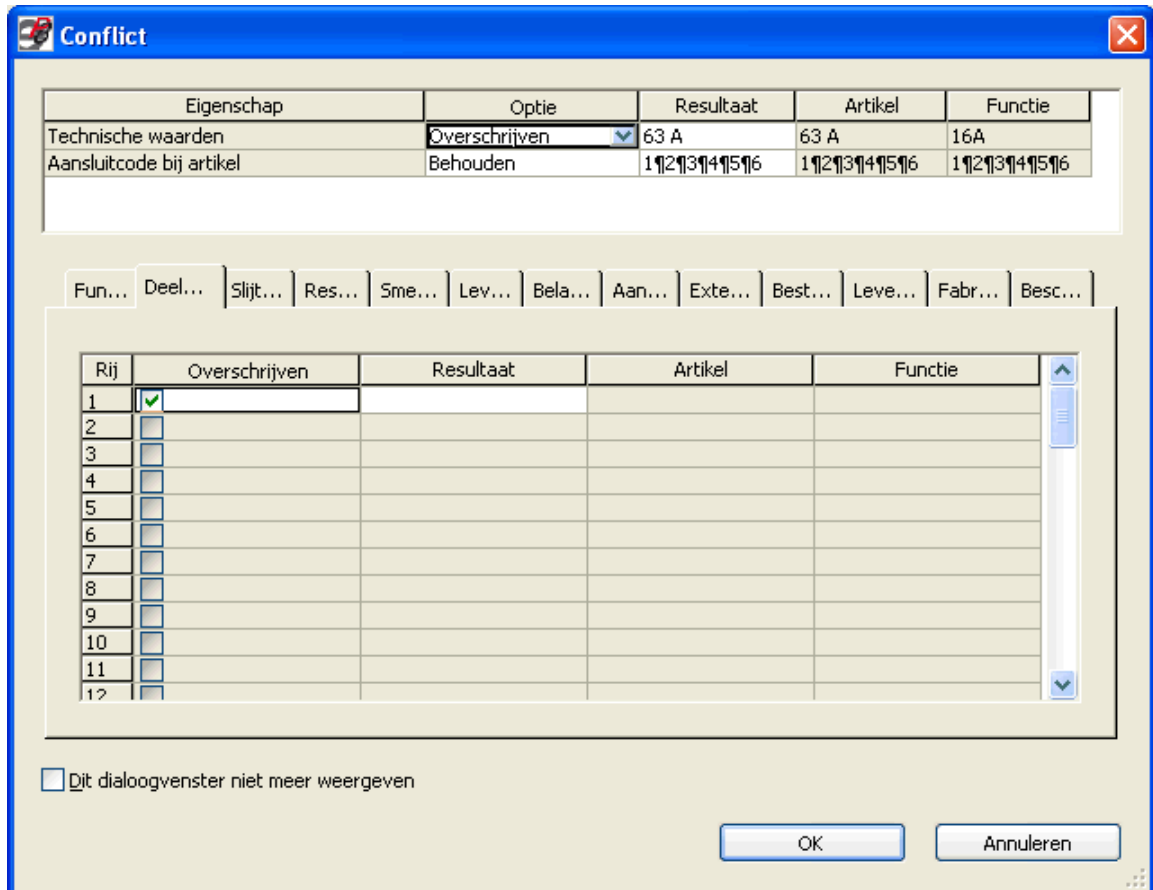 Conflict
Eigenschap Optie Resultaat Artikel Functie
Technische waarden Overschrijven 63 A 63 A 16A
Aansluitcode bij artikel Behouden 1¶2¶3¶4¶5¶6 1¶2¶3¶4¶5¶6 1¶2¶3¶4¶5¶6
Fun... Deel... Slijt... Res... Sme... Lev... Bela... Aan... Exte... Best... Leve... Fabr... Besc...
Rij Overschrijven Resultaat Artikel Functie
1
2
3
4
5
6
7
8
9
10
11
12
Dit dialoogvenster niet meer weergeven
OK Annuleren